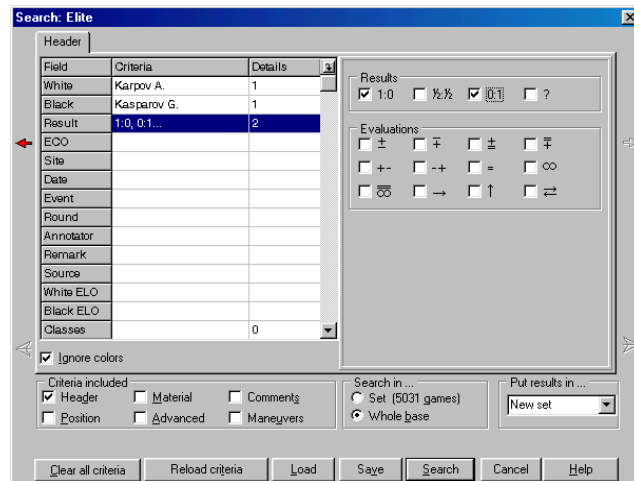 Search: Elite
Header
Field Criteria Details
White Karpov A. 1
Black Kasparov G. 1
Result 1:0, 0:1... 2
ECO
Site
Date
Event
Round
Annotator
Remark
Source
White ELO
Black ELO
Classes 0
Ignore colors
Results
1:0 ½:½ 0:1 ?
Evaluations
± ∓ ⩲ ⩱
+- -+ = ∞
→ ↑ ⇄
Criteria included
Header Material Comments
Position Advanced Maneuvers
Search in ...
Set (5031 games)
Whole base
Put results in ...
New set
Clear all criteria Reload criteria Load Save Search Cancel Help